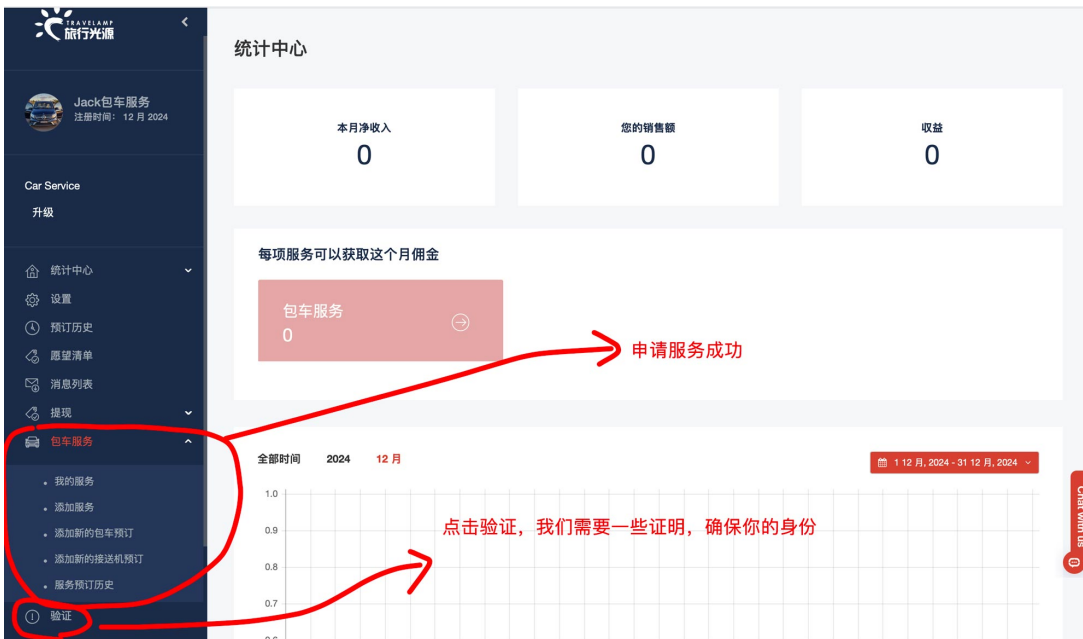 TRAVELAMP
旅行光源
Jack包车服务
注册时间： 12 月 2024
Car Service
升级
统计中心
设置
预订历史
愿望清单
消息列表
提现
包车服务
我的服务
添加服务
添加新的包车预订
添加新的接送机预订
服务预订历史
验证
统计中心
本月净收入
0
您的销售额
0
收益
0
每项服务可以获取这个月佣金
包车服务
0
申请服务成功
全部时间 2024 12 月
1 12 月, 2024 - 31 12 月, 2024
1.0
0.9
0.8
0.7
点击验证，我们需要一些证明，确保你的身份
Chat with us